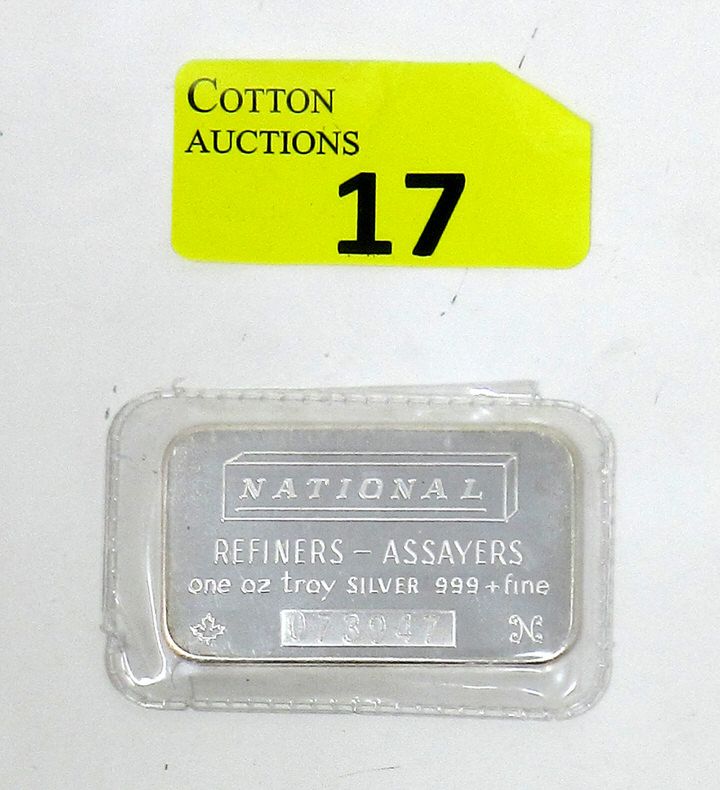 COTTON
AUCTIONS
17
NATIONAL
REFINERS – ASSAYERS
one oz troy SILVER 999+fine
073047
N